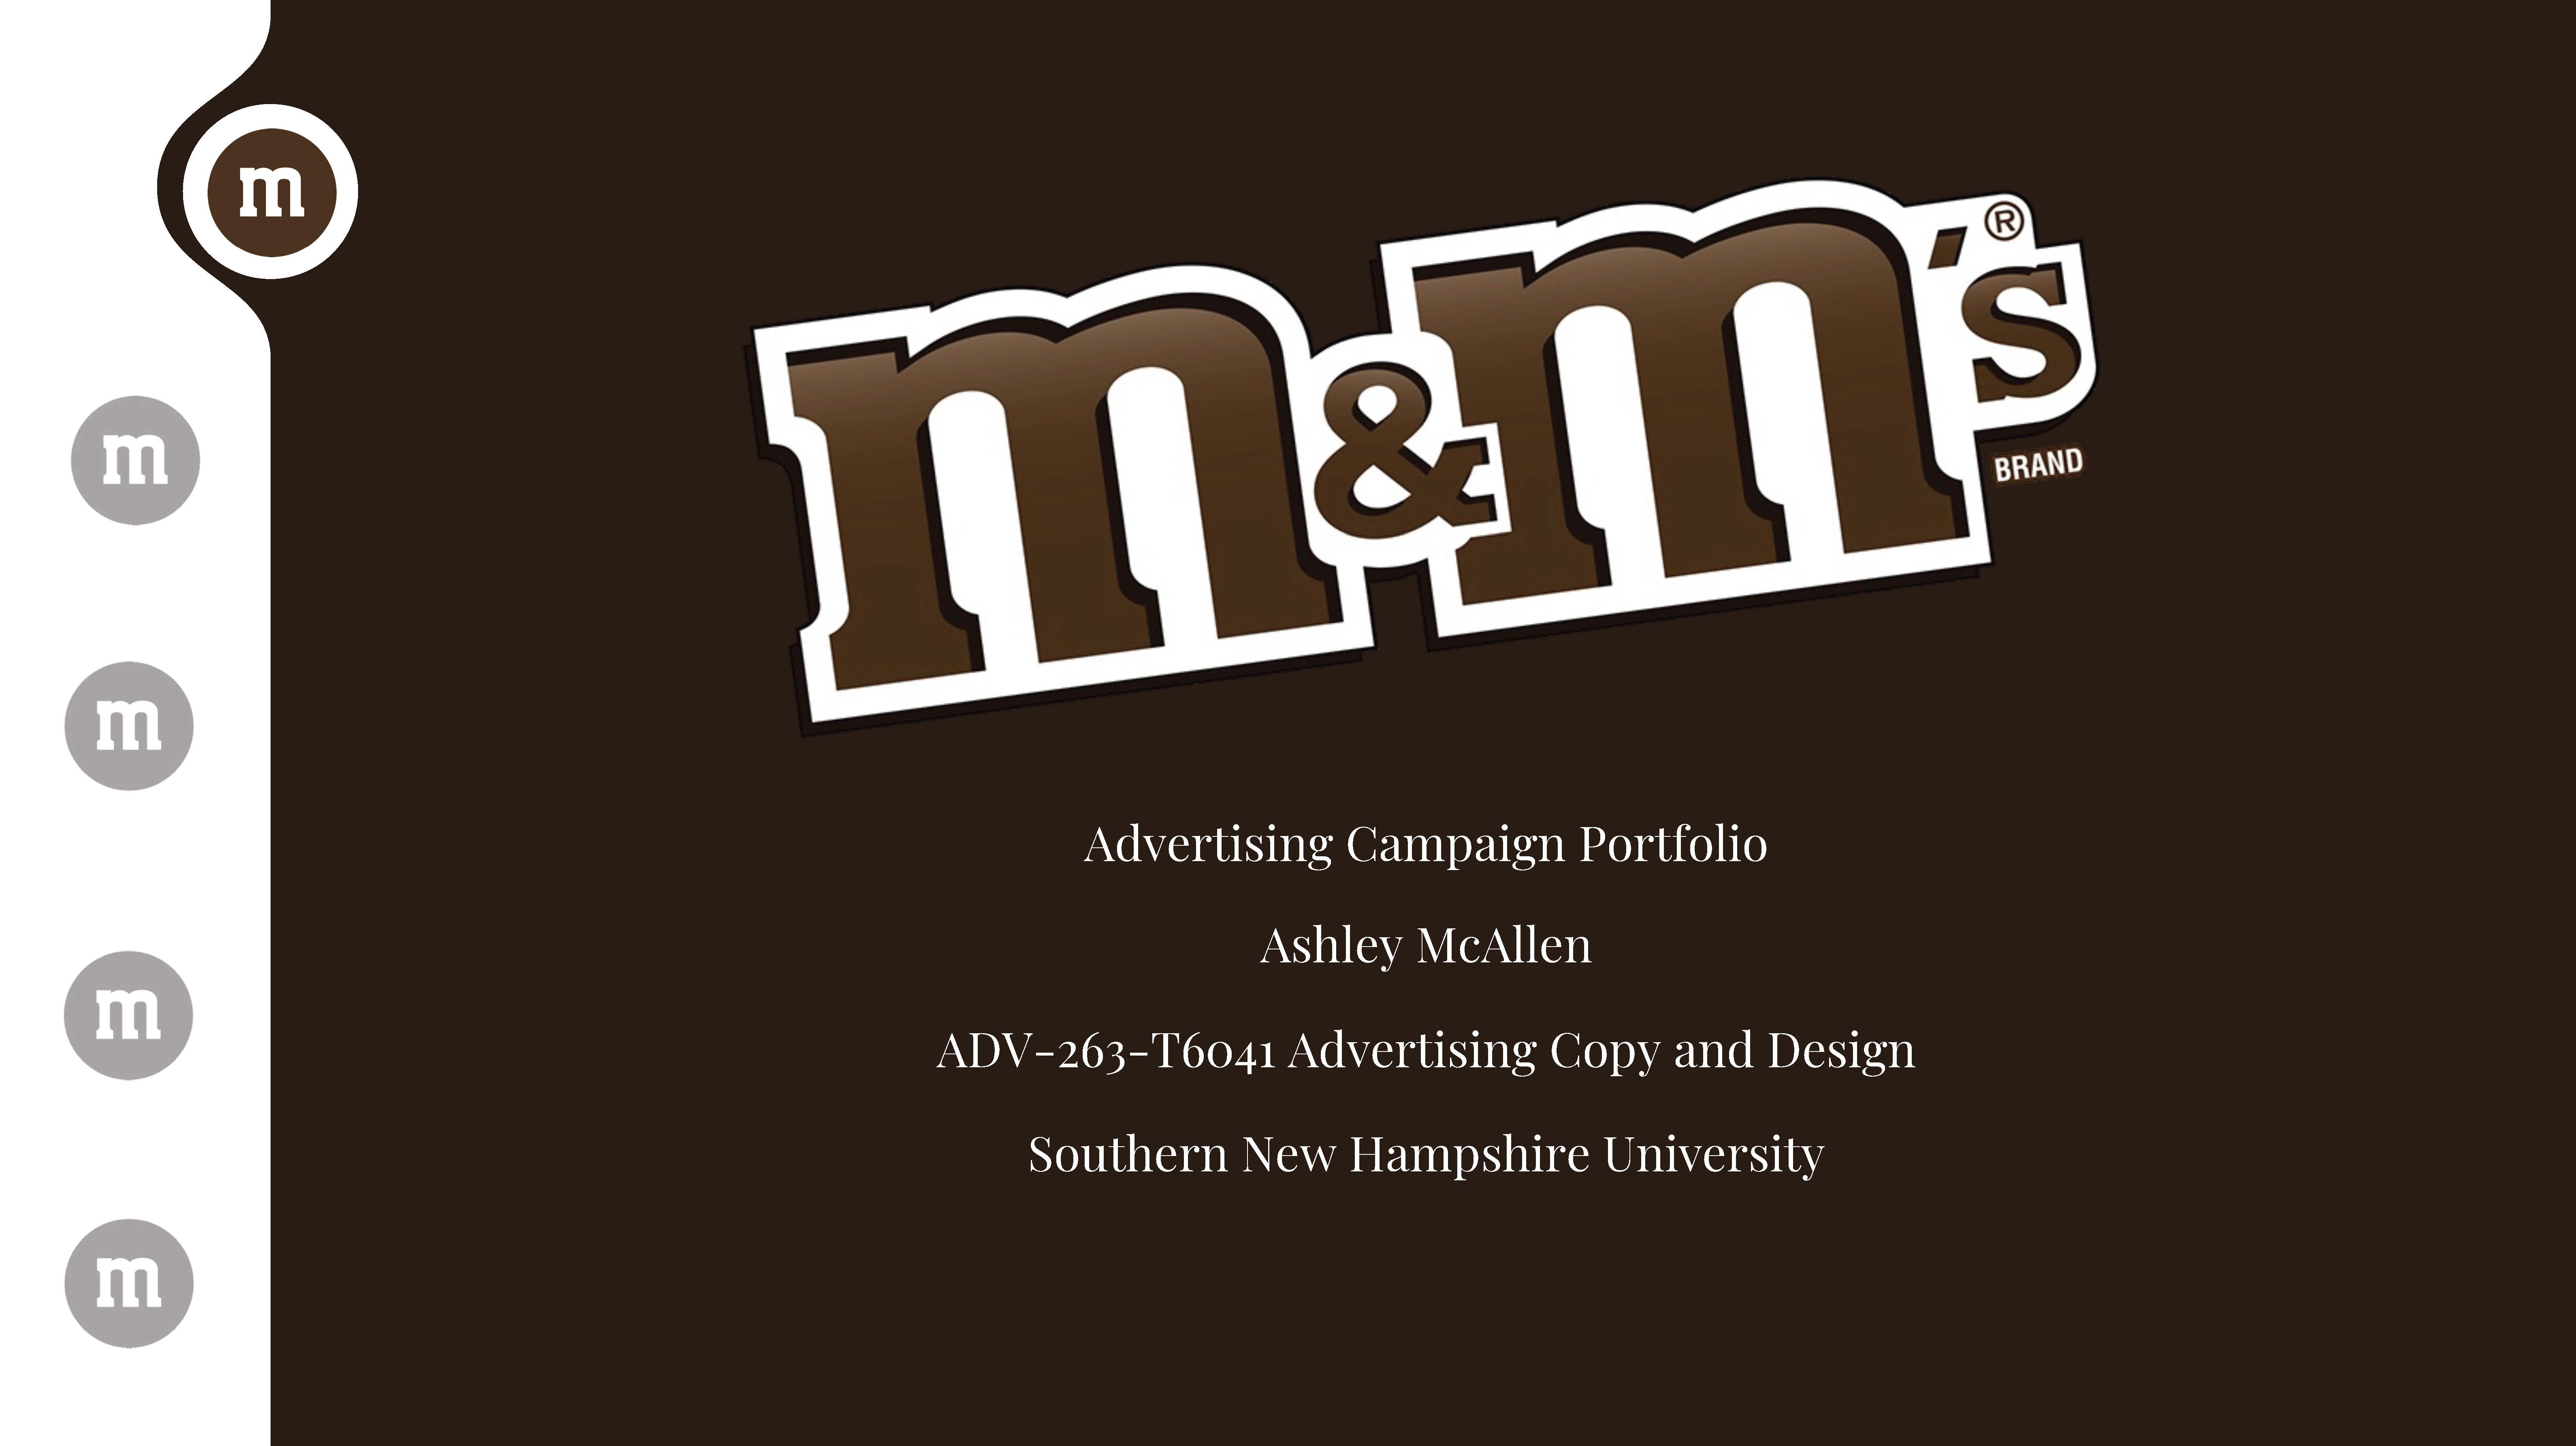 m
m
m
m
m
m&m's®
BRAND
Advertising Campaign Portfolio
Ashley McAllen
ADV-263-T6041 Advertising Copy and Design
Southern New Hampshire University